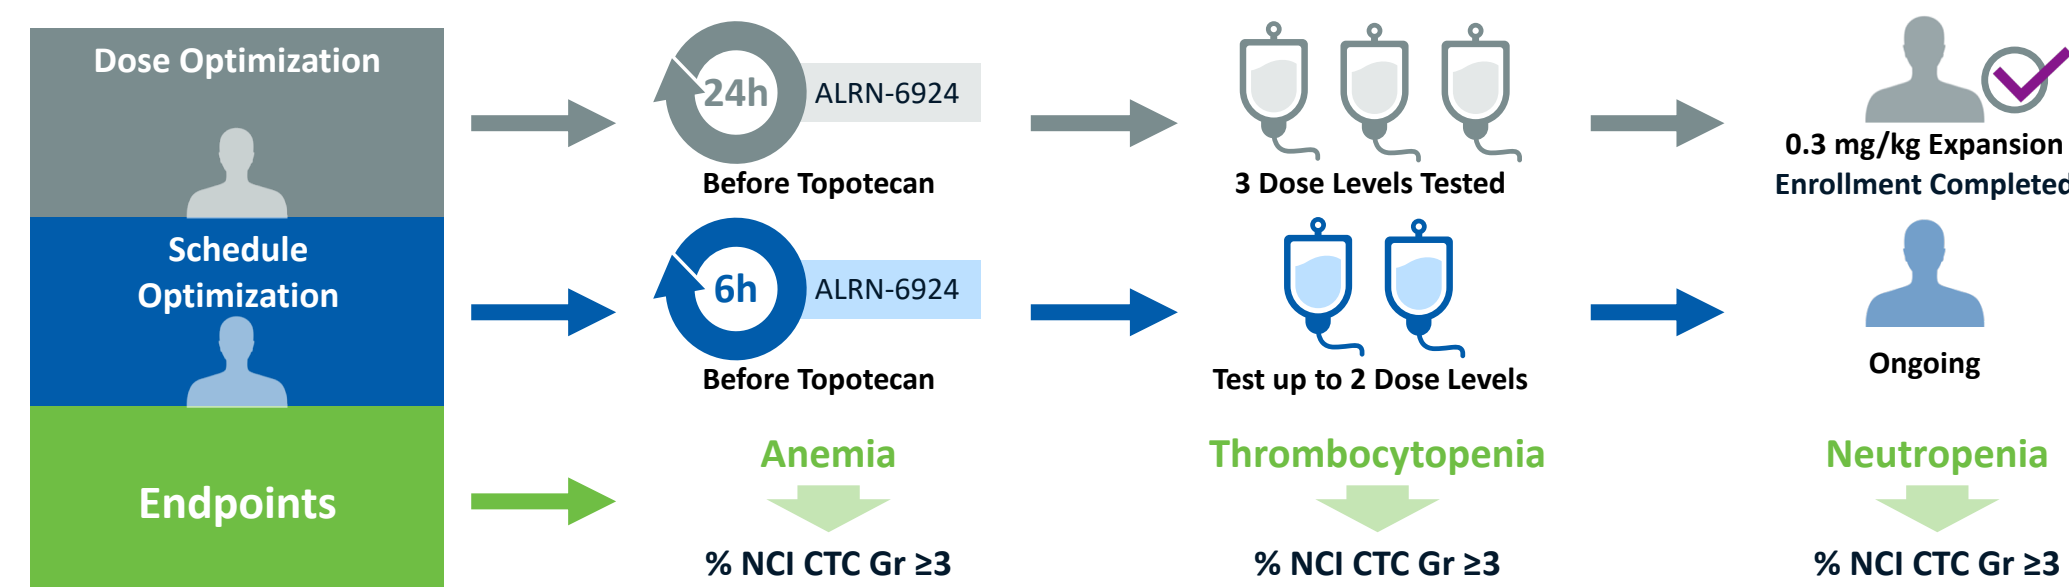 Dose Optimization
24h
ALRN-6924
Before Topotecan
3 Dose Levels Tested
0.3 mg/kg Expansion
Enrollment Completed
Schedule
Optimization
6h
ALRN-6924
Before Topotecan
Test up to 2 Dose Levels
Ongoing
Endpoints
Anemia
% NCI CTC Gr ≥3
Thrombocytopenia
% NCI CTC Gr ≥3
Neutropenia
% NCI CTC Gr ≥3